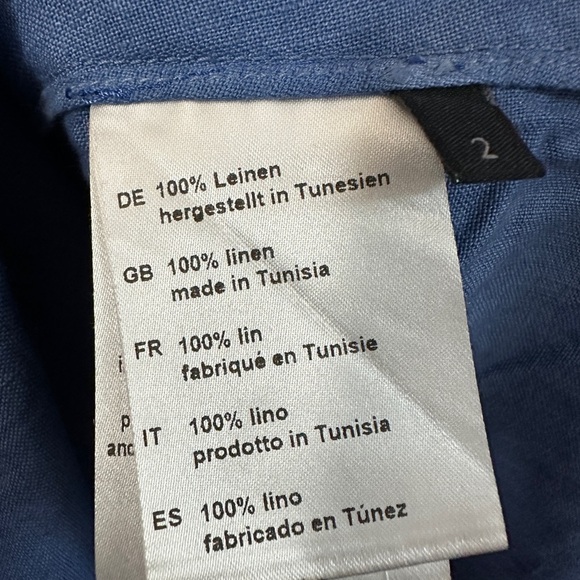 2
DE 100% Leinen
hergestellt in Tunesien
GB 100% linen
made in Tunisia
FR 100% lin
fabriqué en Tunisie
IT 100% lino
prodotto in Tunisia
ES 100% lino
fabricado en Túnez